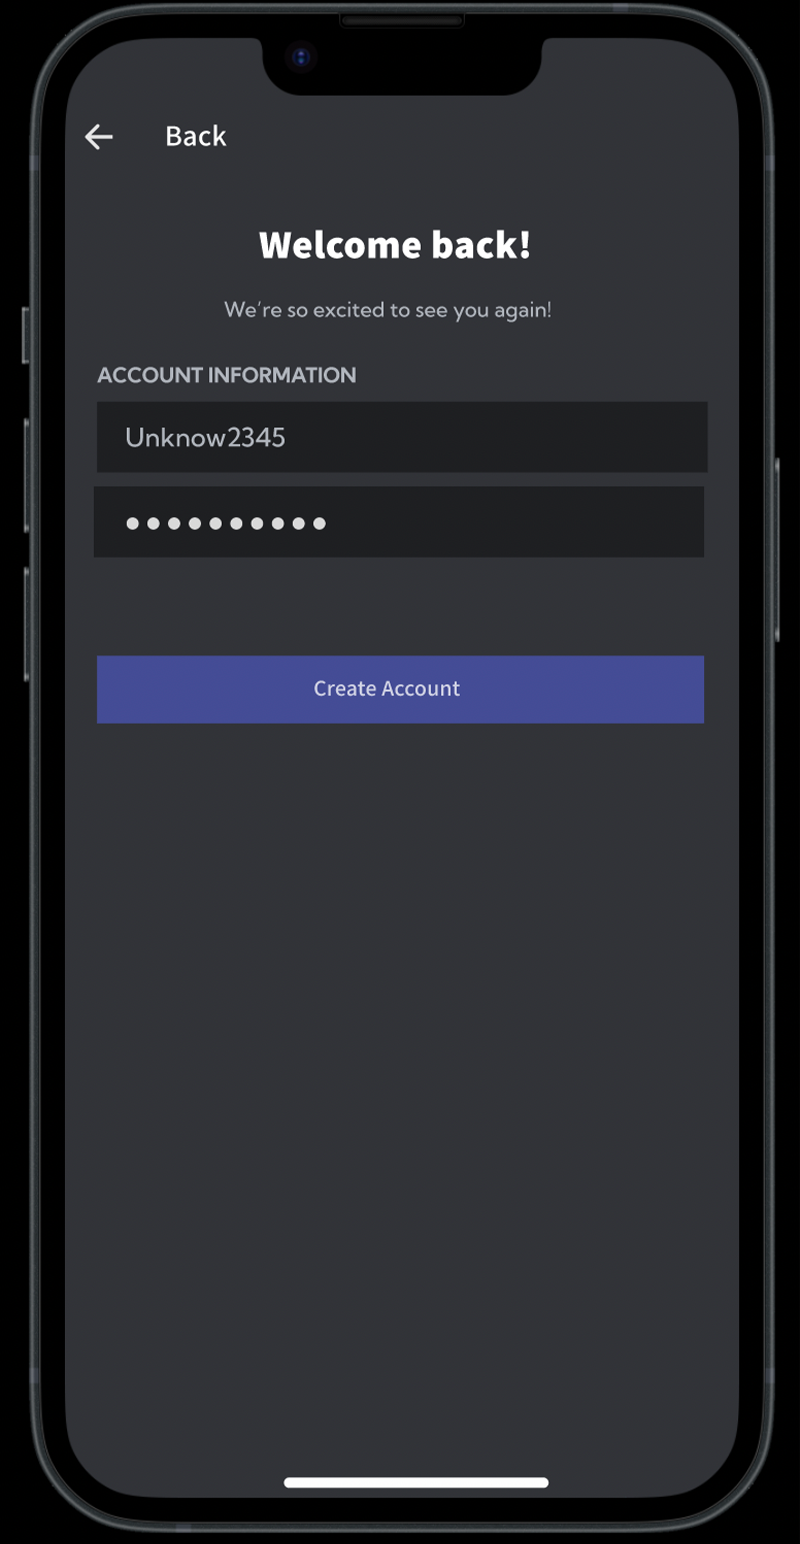 Back
Welcome back!
We're so excited to see you again!
ACCOUNT INFORMATION
Unknow2345
●●●●●●●●●●
Create Account